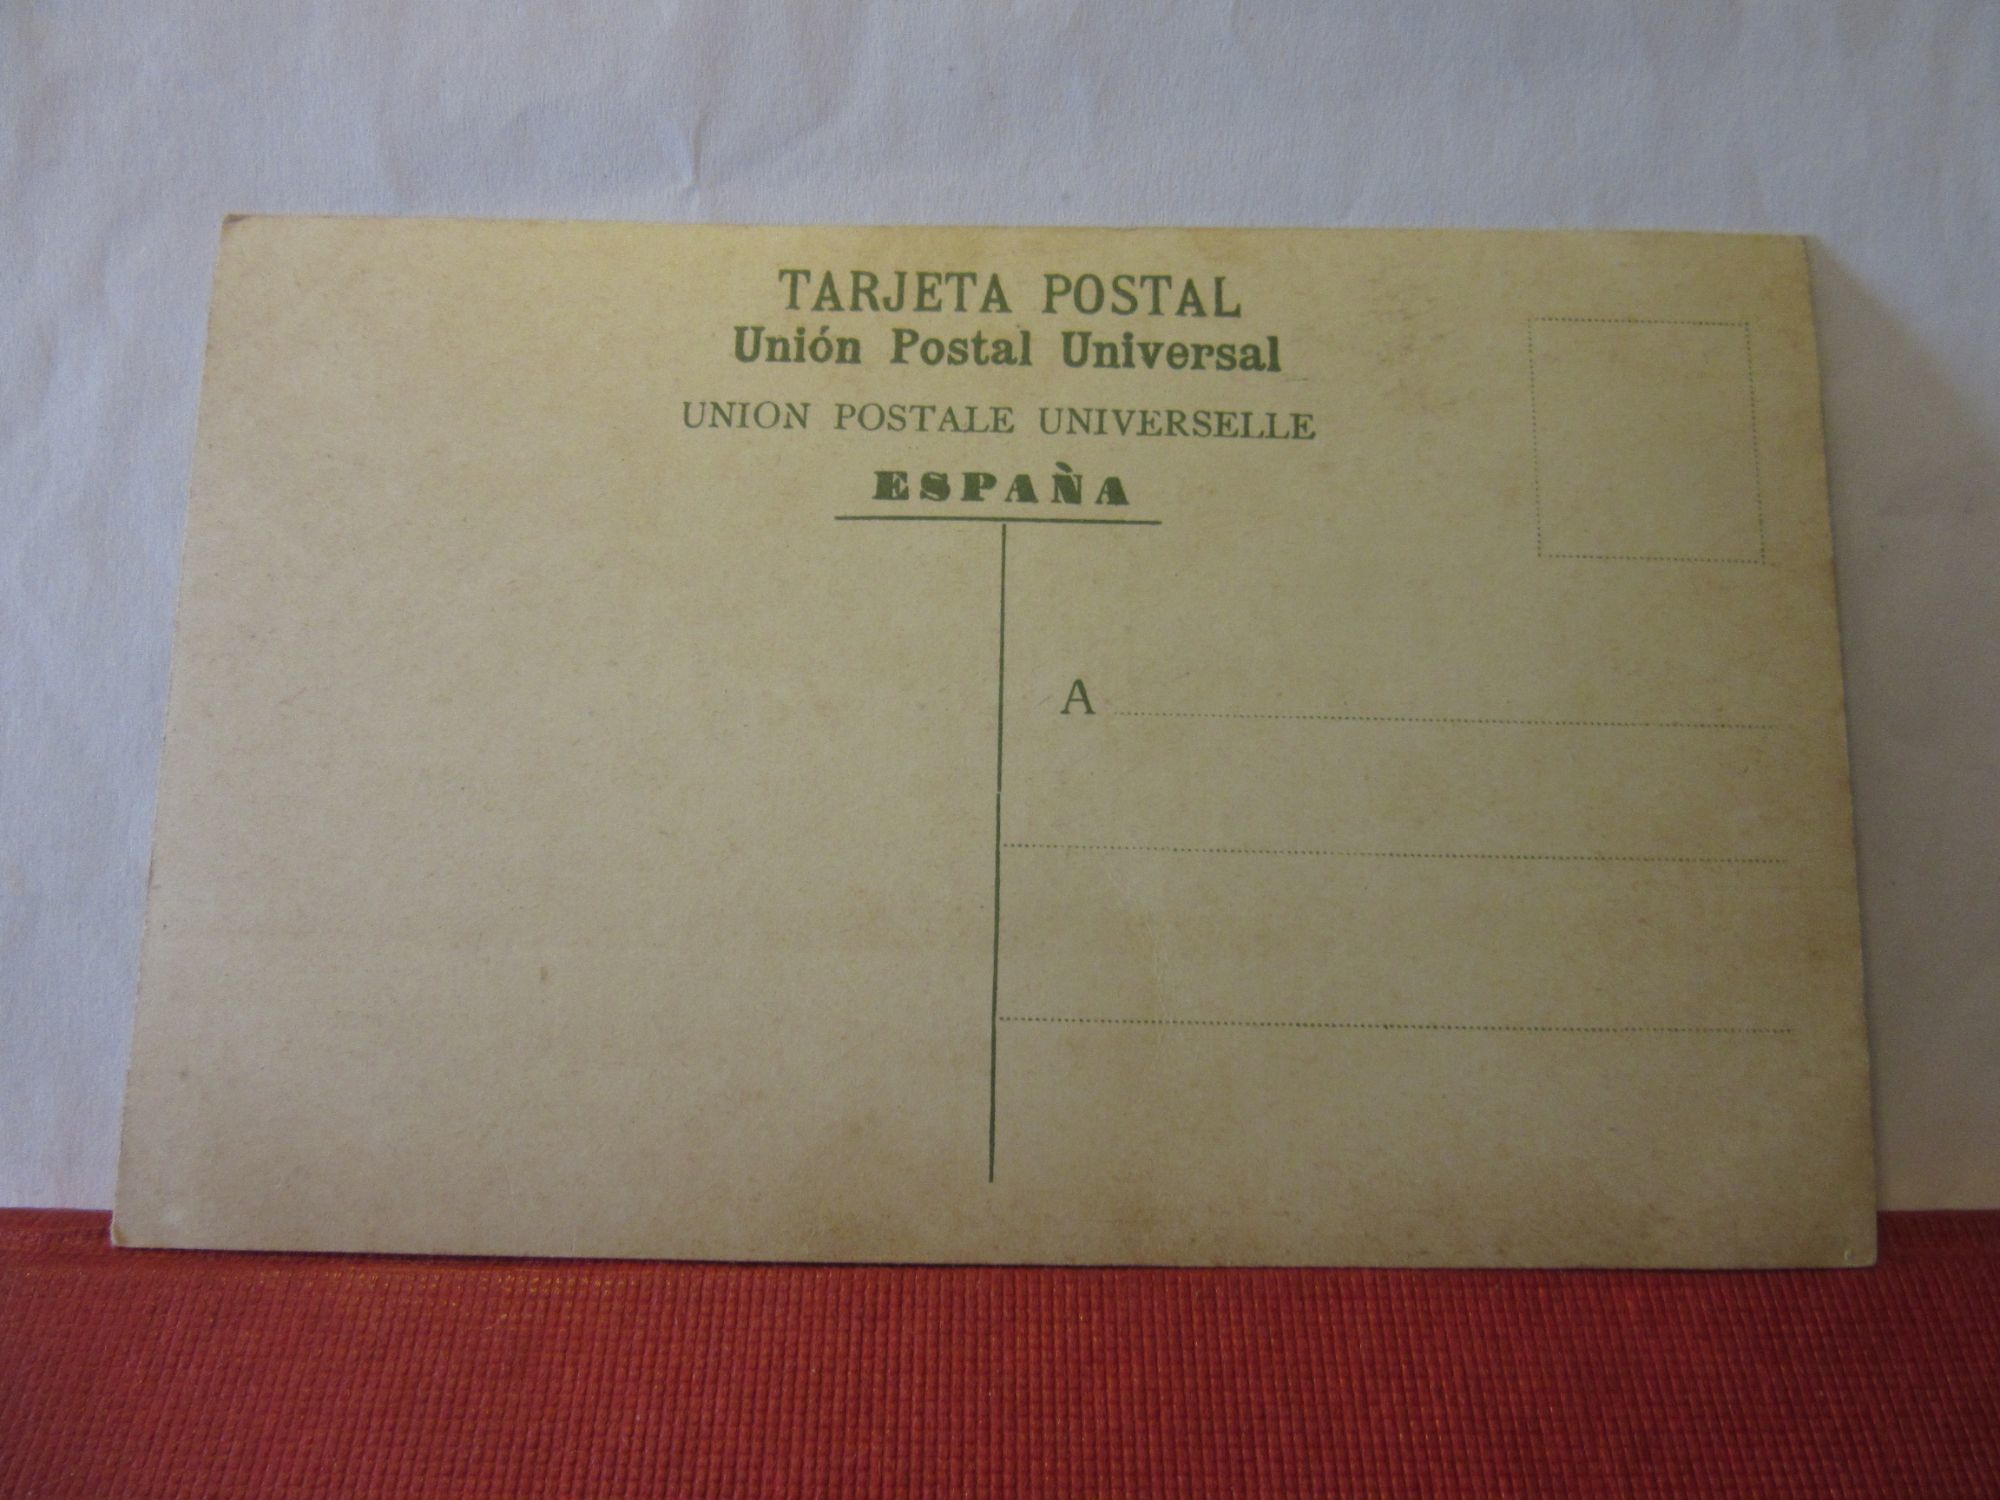 TARJETA POSTAL
Unión Postal Universal
UNION POSTALE UNIVERSELLE
ESPAÑA
A